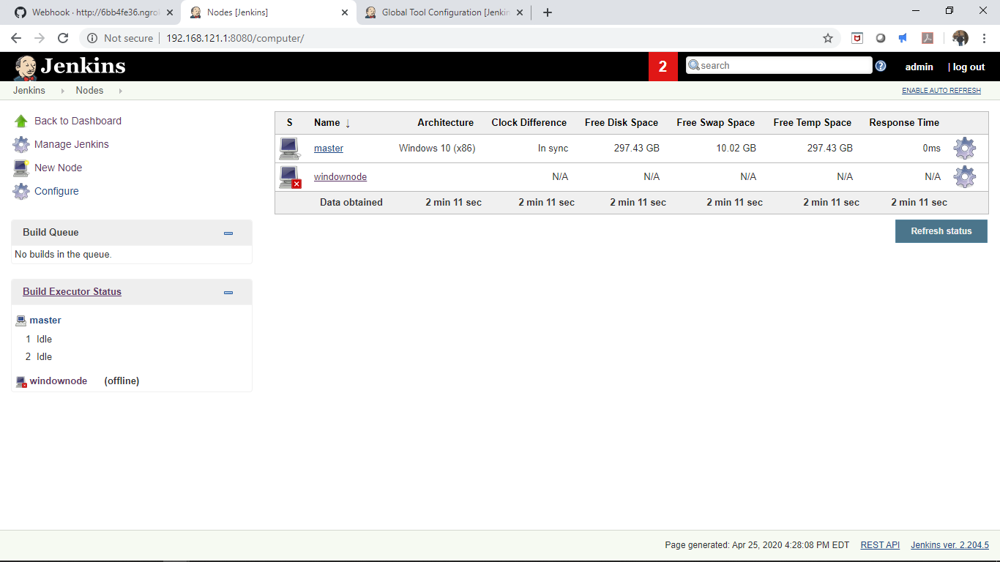 Webhook · http://6bb4fe36.ngro
Nodes [Jenkins]
Global Tool Configuration [Jenkin
Not secure 192.168.121.1:8080/computer/
Jenkins
2
search
admin
| log out
Jenkins
Nodes
ENABLE AUTO REFRESH
Back to Dashboard
Manage Jenkins
New Node
Configure
Build Queue
No builds in the queue.
Build Executor Status
master
1 Idle
2 Idle
windownode (offline)
S Name ↓ Architecture Clock Difference Free Disk Space Free Swap Space Free Temp Space Response Time
master Windows 10 (x86) In sync 297.43 GB 10.02 GB 297.43 GB 0ms
windownode N/A N/A N/A N/A N/A
Data obtained 2 min 11 sec 2 min 11 sec 2 min 11 sec 2 min 11 sec 2 min 11 sec 2 min 11 sec
Refresh status
Page generated: Apr 25, 2020 4:28:08 PM EDT REST API Jenkins ver. 2.204.5